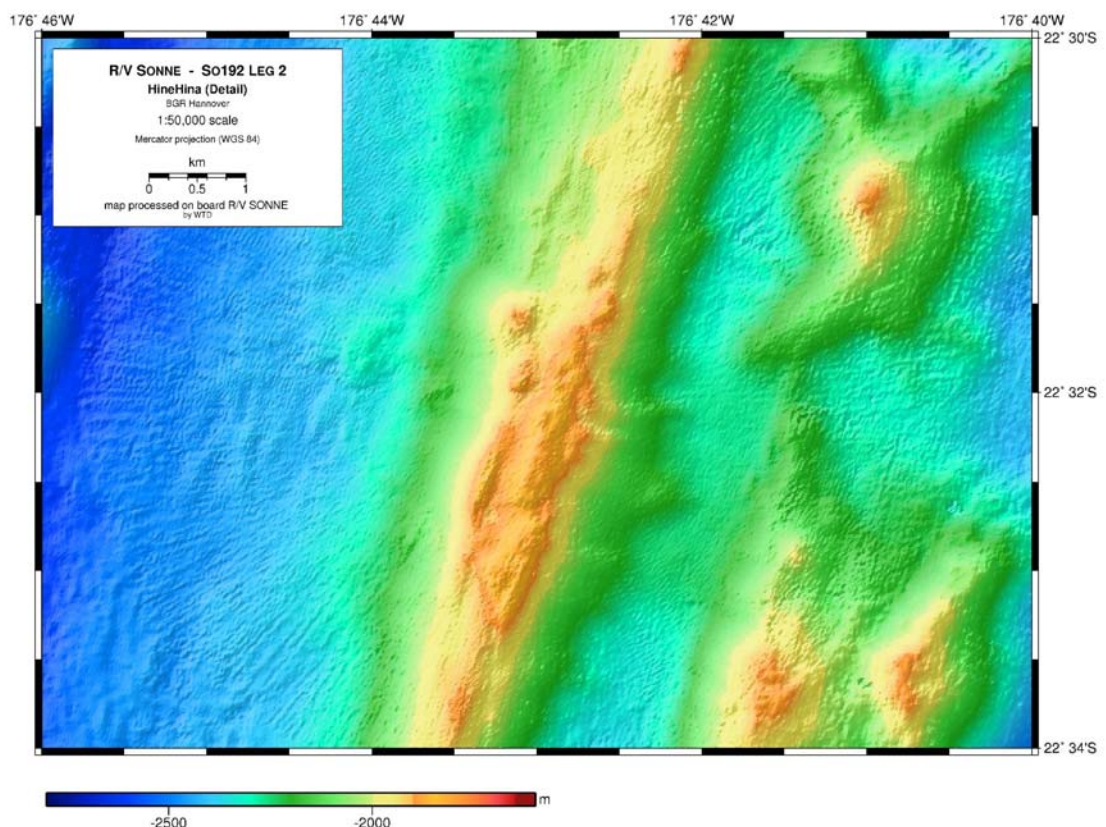 176° 46'W 176° 44'W 176° 42'W 176° 40'W
22° 30'S
R/V SONNE - SO192 LEG 2
HineHina (Detail)
BGR Hannover
1:50,000 scale
Mercator projection (WGS-84)
km
0 0.5 1
map processed on board R/V SONNE
by WTD
22° 32'S
22° 34'S
m
-2500 -2000